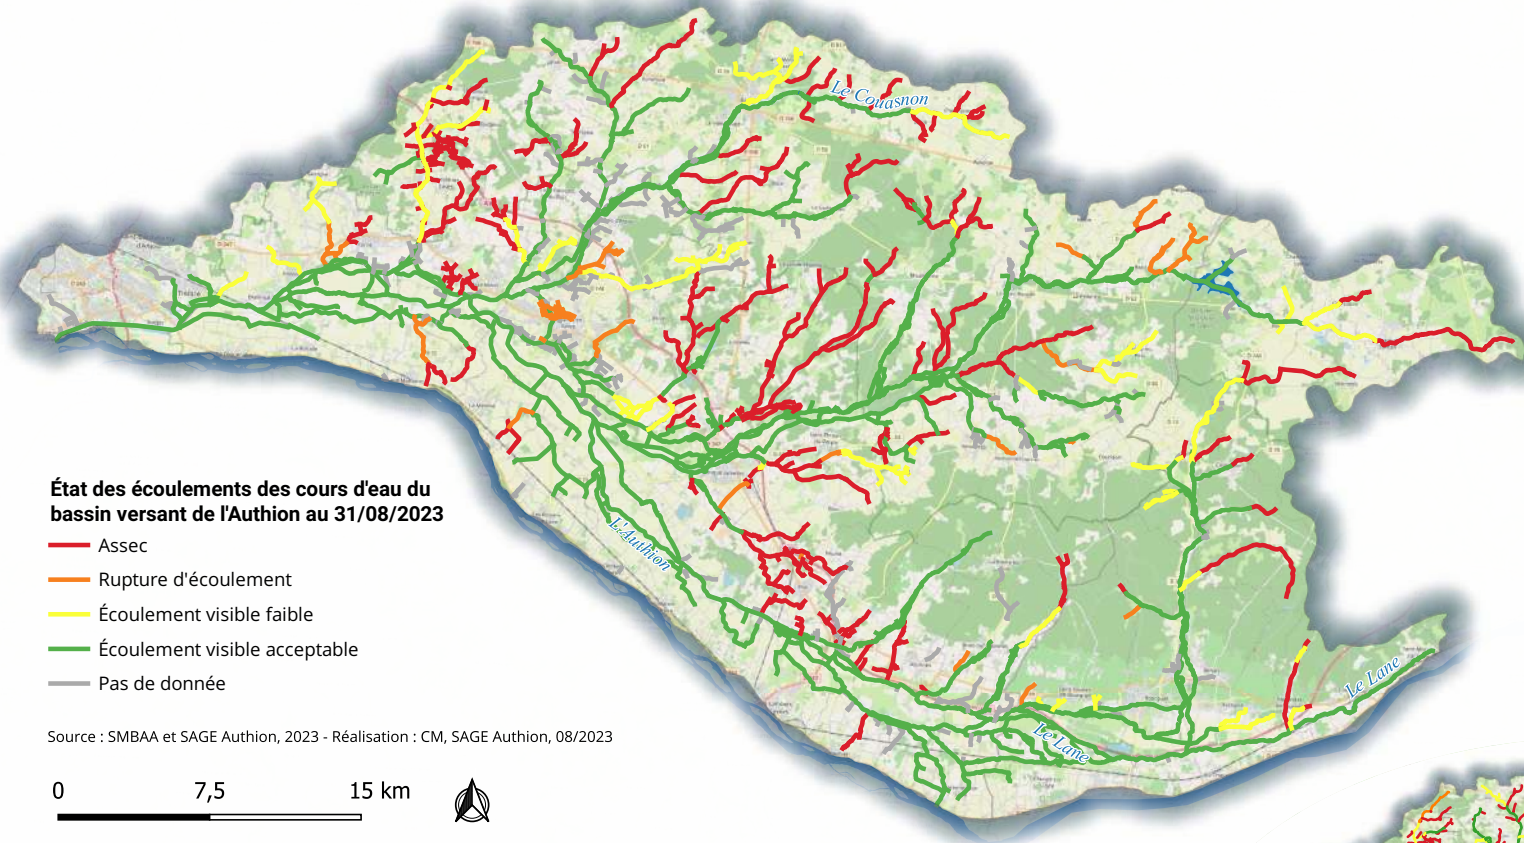 Le Couasnon
État des écoulements des cours d'eau du
bassin versant de l'Authion au 31/08/2023
Assec
Rupture d'écoulement
Écoulement visible faible
Écoulement visible acceptable
Pas de donnée
L'Authion
Le Lane
Le Lane
Source : SMBAA et SAGE Authion, 2023 - Réalisation : CM, SAGE Authion, 08/2023
0 7,5 15 km